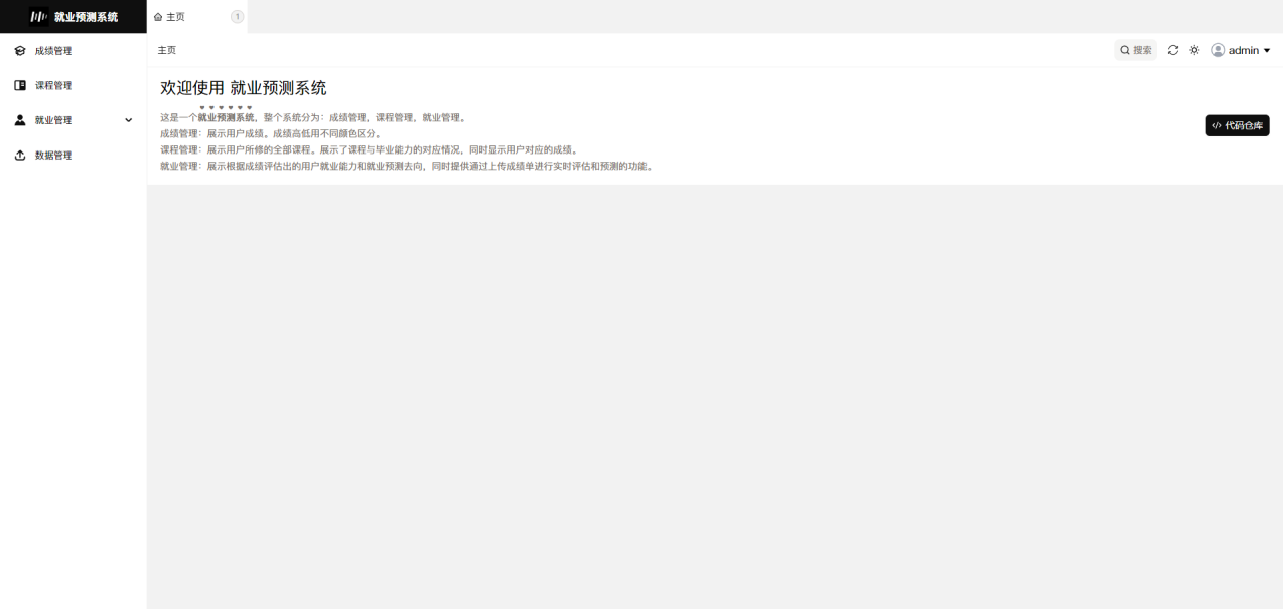 就业预测系统
主页
1
成绩管理
课程管理
就业管理
数据管理
主页
搜索
admin
欢迎使用 就业预测系统
这是一个就业预测系统，整个系统分为：成绩管理，课程管理，就业管理。
成绩管理：展示用户成绩。成绩高低用不同颜色区分。
课程管理：展示用户所修的全部课程。展示了课程与毕业能力的对应情况，同时显示用户对应的成绩。
就业管理：展示根据成绩评估出的用户就业能力和就业预测去向，同时提供通过上传成绩单进行实时评估和预测的功能。
代码仓库